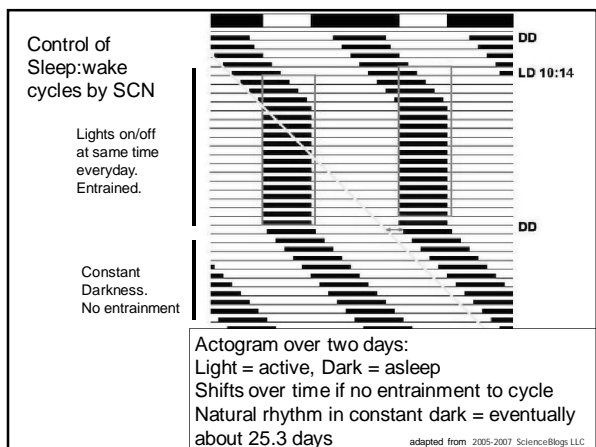 Control of
Sleep:wake
cycles by SCN
DD
LD 10:14
Lights on/off
at same time
everyday.
Entrained.
DD
Constant
Darkness.
No entrainment
Actogram over two days:
Light = active, Dark = asleep
Shifts over time if no entrainment to cycle
Natural rhythm in constant dark = eventually
about 25.3 days
adapted from 2005-2007 ScienceBlogs LLC